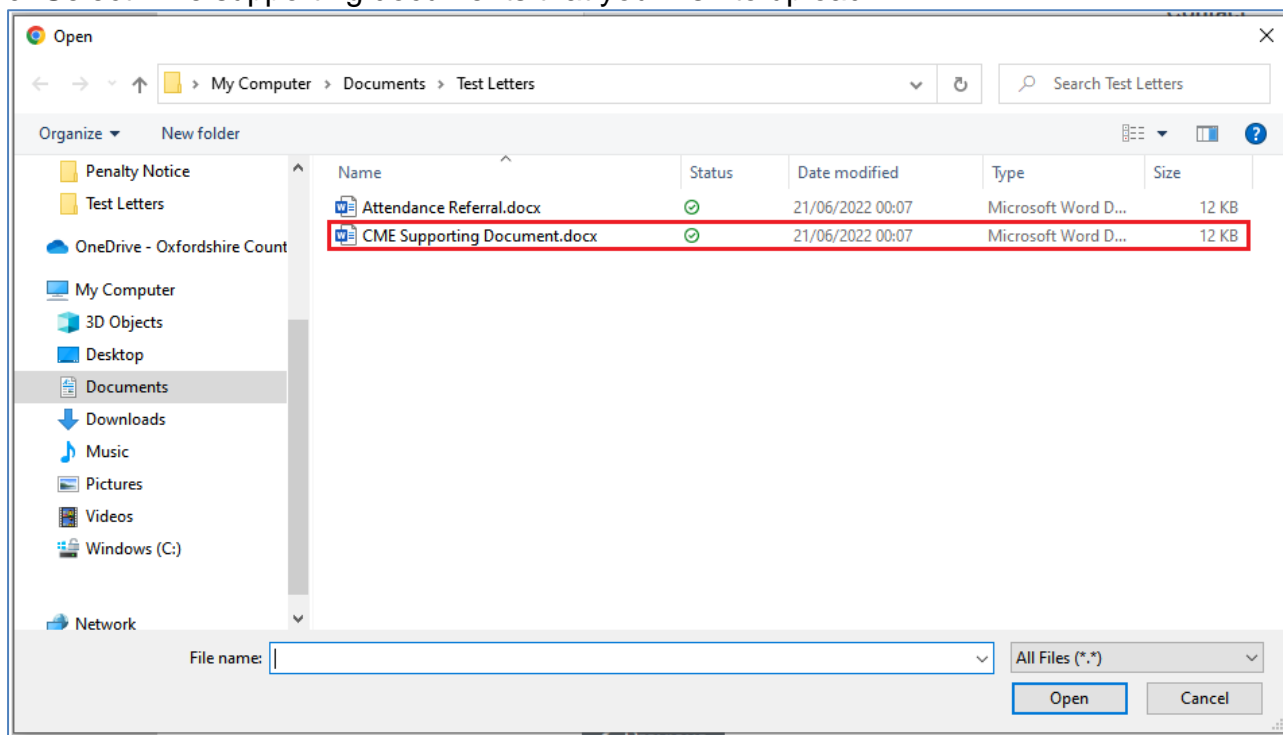 Open
My Computer > Documents > Test Letters
Search Test Letters
Organize
New folder
Penalty Notice
Test Letters
OneDrive - Oxfordshire Count
My Computer
3D Objects
Desktop
Documents
Downloads
Music
Pictures
Videos
Windows (C:)
Network
Name Status Date modified Type Size
Attendance Referral.docx 21/06/2022 00:07 Microsoft Word D... 12 KB
CME Supporting Document.docx 21/06/2022 00:07 Microsoft Word D... 12 KB
File name:
All Files (*.*)
Open Cancel